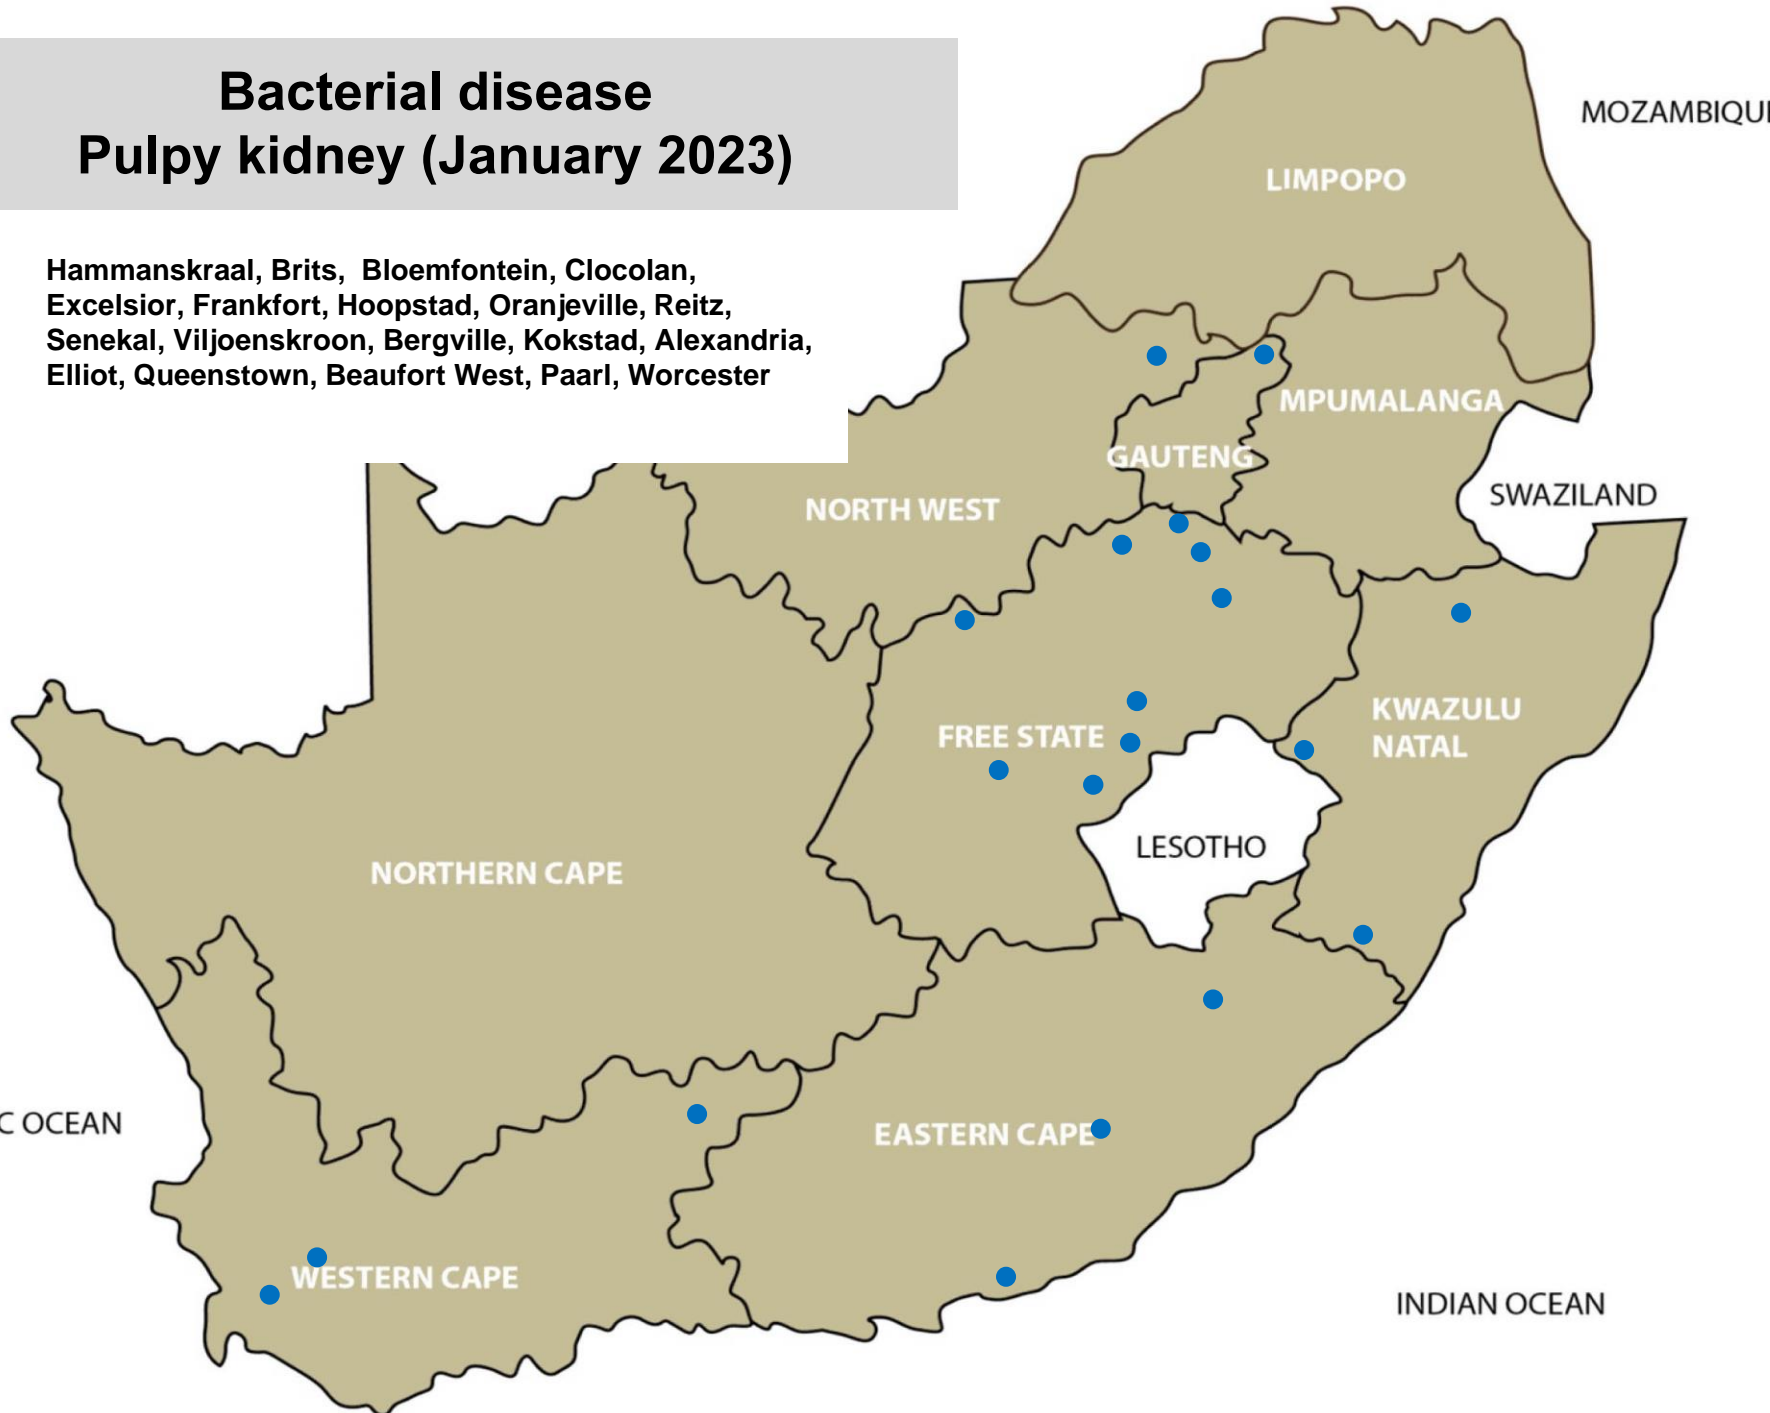 Bacterial disease
Pulpy kidney (January 2023)
Hammanskraal, Brits, Bloemfontein, Clocolan,
Excelsior, Frankfort, Hoopstad, Oranjeville, Reitz,
Senekal, Viljoenskroon, Bergville, Kokstad, Alexandria,
Elliot, Queenstown, Beaufort West, Paarl, Worcester
MOZAMBIQUE
LIMPOPO
MPUMALANGA
GAUTENG
SWAZILAND
NORTH WEST
KWAZULU
NATAL
FREE STATE
LESOTHO
NORTHERN CAPE
C OCEAN
EASTERN CAPE
WESTERN CAPE
INDIAN OCEAN